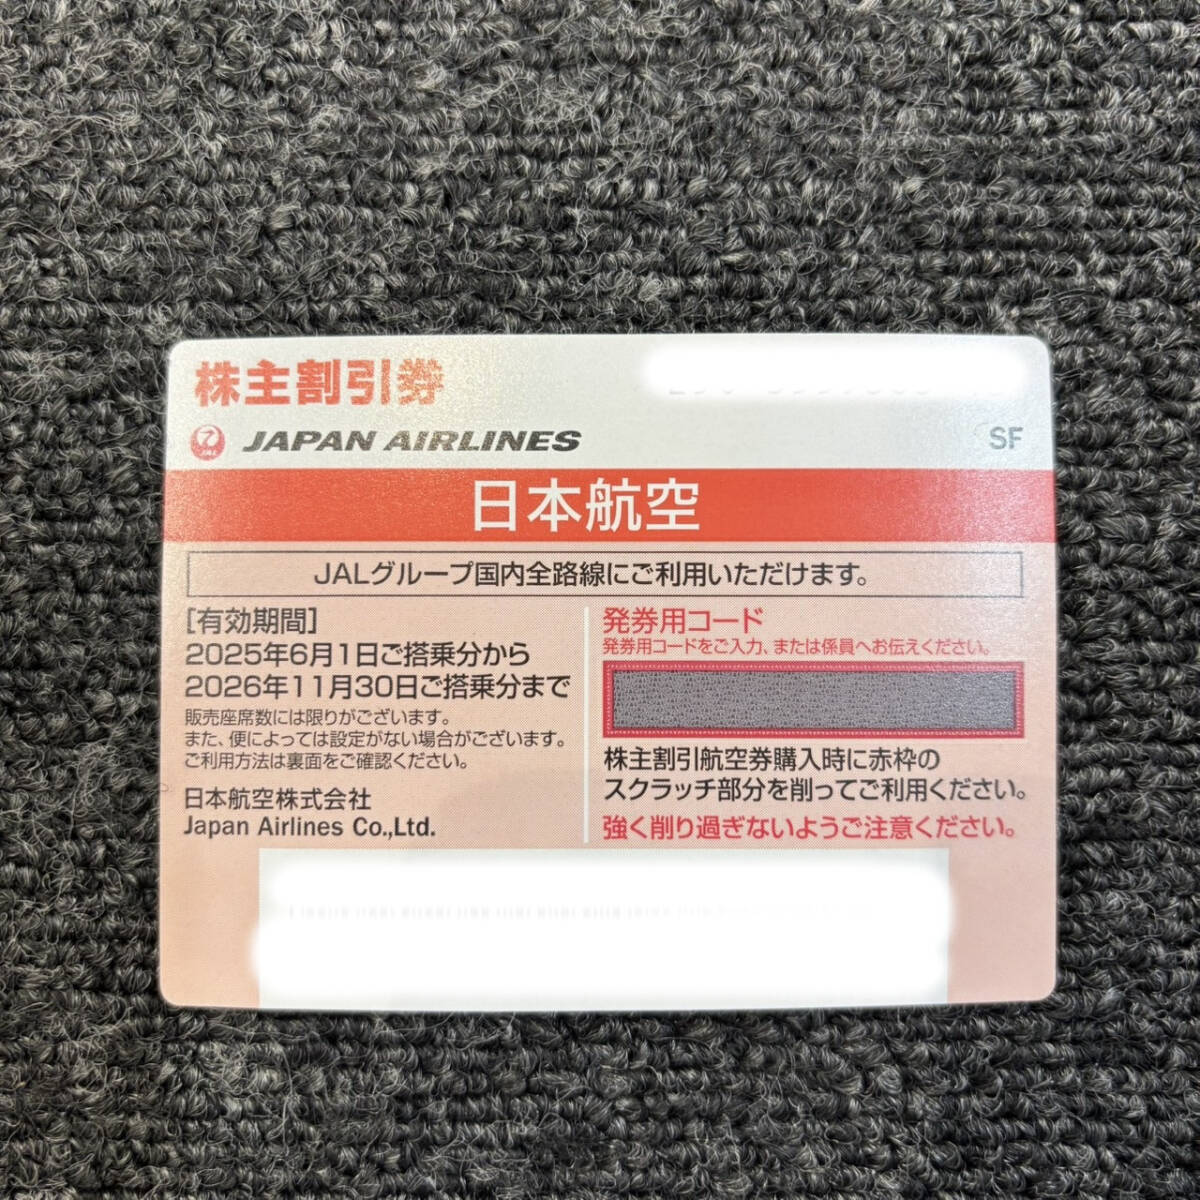 株主割引券
JAL
JAPAN AIRLINES
SF
日本航空
JALグループ国内全路線にご利用いただけます。
[有効期間]
2025年6月1日ご搭乗分から
2026年11月30日ご搭乗分まで
販売座席数には限りがございます。
また、便によっては設定がない場合がございます。
ご利用方法は裏面をご確認ください。
日本航空株式会社
Japan Airlines Co.,Ltd.
発券用コード
発券用コードをご入力、または係員へお伝えください。
株主割引航空券購入時に赤枠の
スクラッチ部分を削ってご利用ください。
強く削り過ぎないようご注意ください。